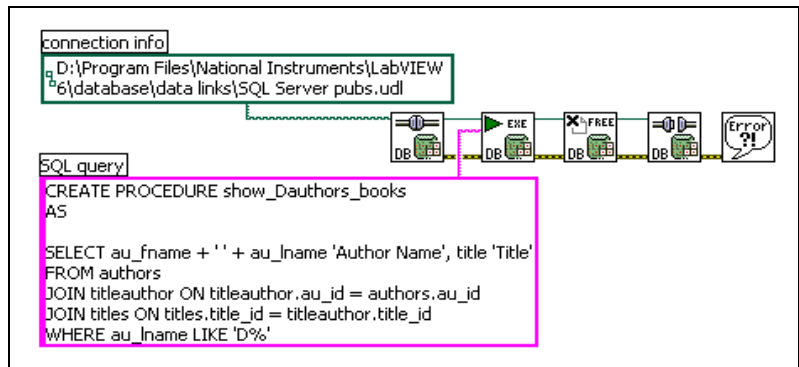 connection info
D:\Program Files\National Instruments\LabVIEW
6\database\data links\SQL Server pubs.udl
DB
EXE
DB
FREE
DB
DB
Error
?!
SQL query
CREATE PROCEDURE show_Dauthors_books
AS
SELECT au_fname + ' ' + au_lname 'Author Name', title 'Title'
FROM authors
JOIN titleauthor ON titleauthor.au_id = authors.au_id
JOIN titles ON titles.title_id = titleauthor.title_id
WHERE au_lname LIKE 'D%'